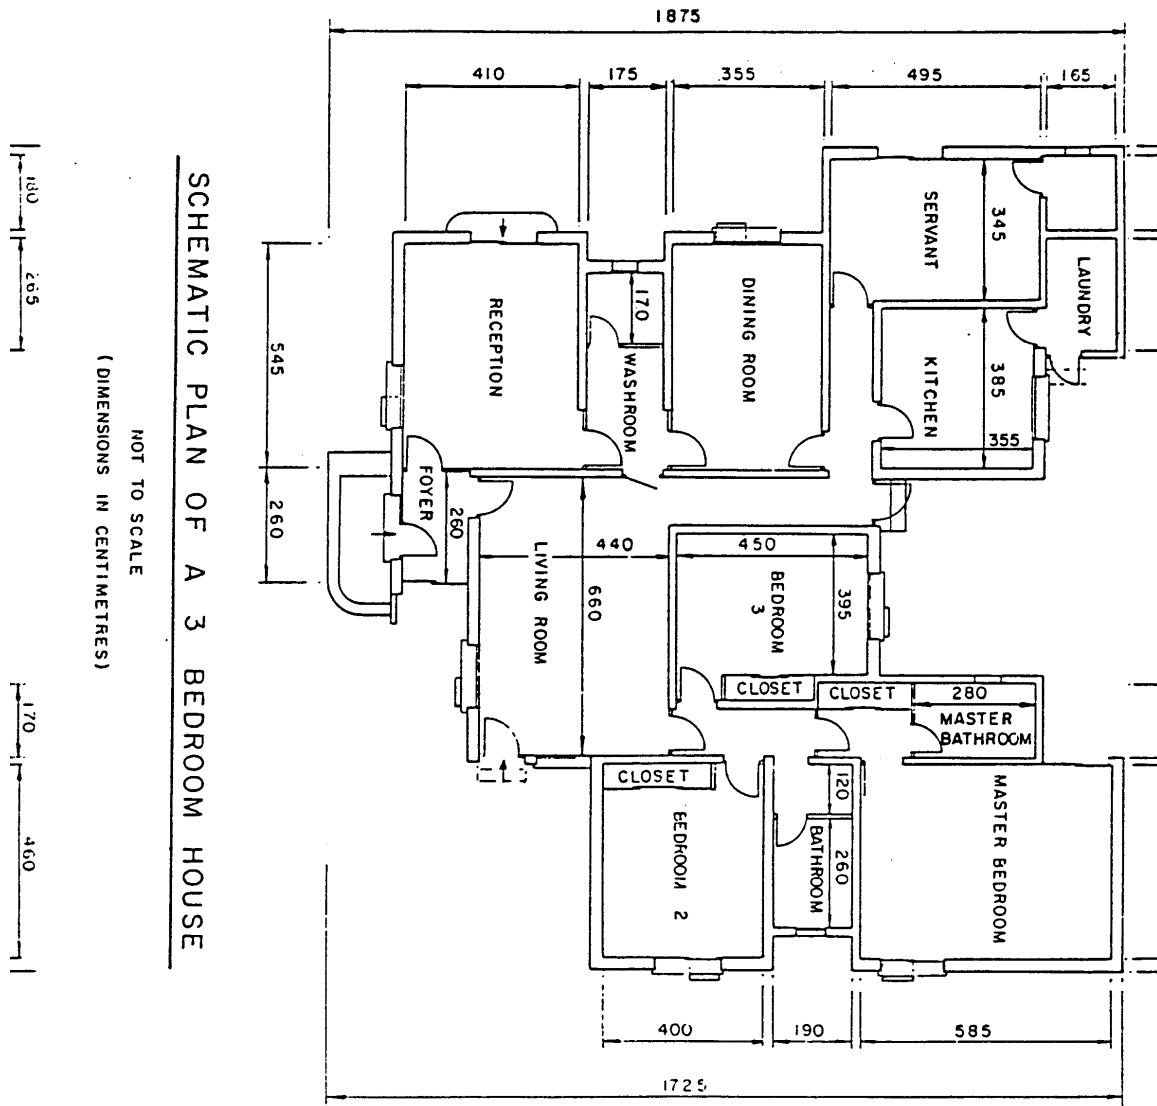 1875
410
175
355
495
165
180
265
545
260
170
460
SCHEMATIC PLAN OF A 3 BEDROOM HOUSE
NOT TO SCALE
(DIMENSIONS IN CENTIMETRES)
RECEPTION
170
WASHROOM
DINING ROOM
SERVANT
345
LAUNDRY
KITCHEN
385
355
FOYER
260
LIVING ROOM
440
660
450
BEDROOM
3
395
CLOSET
CLOSET
280
MASTER
BATHROOM
CLOSET
BEDROOM 2
120
BATHROOM
260
MASTER BEDROOM
400
190
585
1725